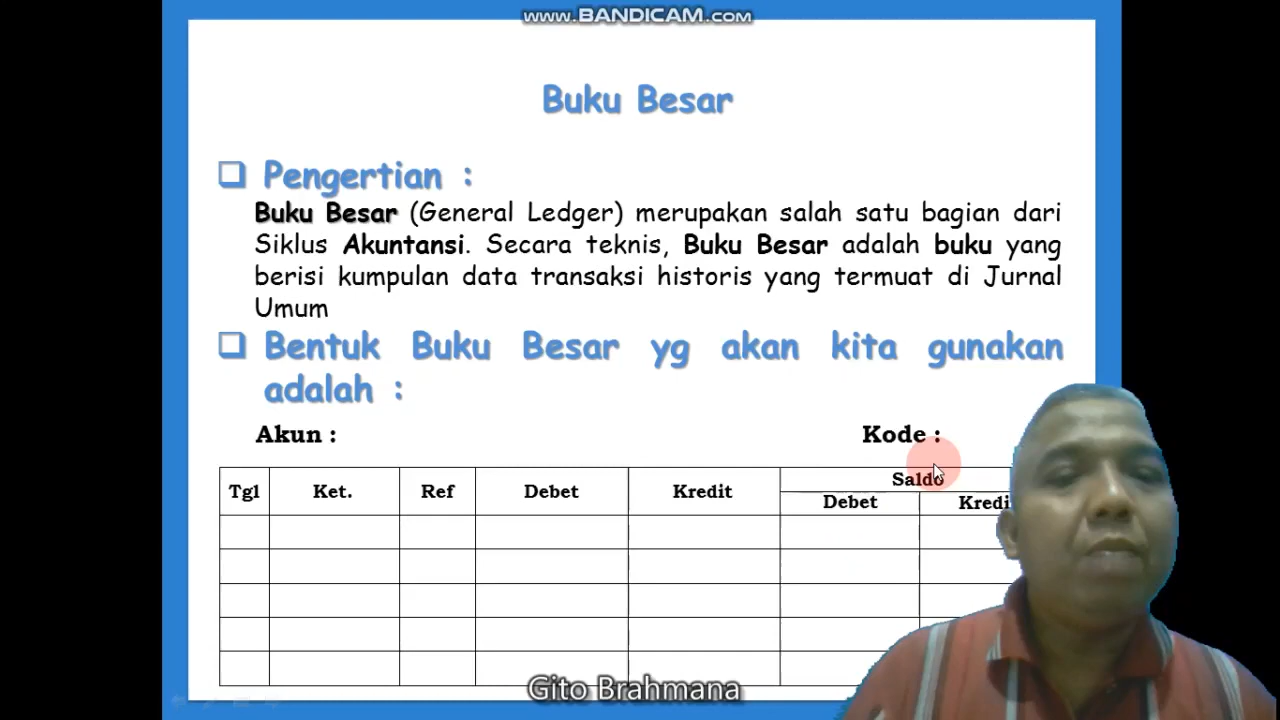 www.BANDICAM.com
Buku Besar
Pengertian :
Buku Besar (General Ledger) merupakan salah satu bagian dari
Siklus Akuntansi. Secara teknis, Buku Besar adalah buku yang
berisi kumpulan data transaksi historis yang termuat di Jurnal
Umum
Bentuk Buku Besar yg akan kita gunakan
adalah :
Akun : Kode :
Tgl Ket. Ref Debet Kredit Saldo
Debet Kredi
Gito Brahmana